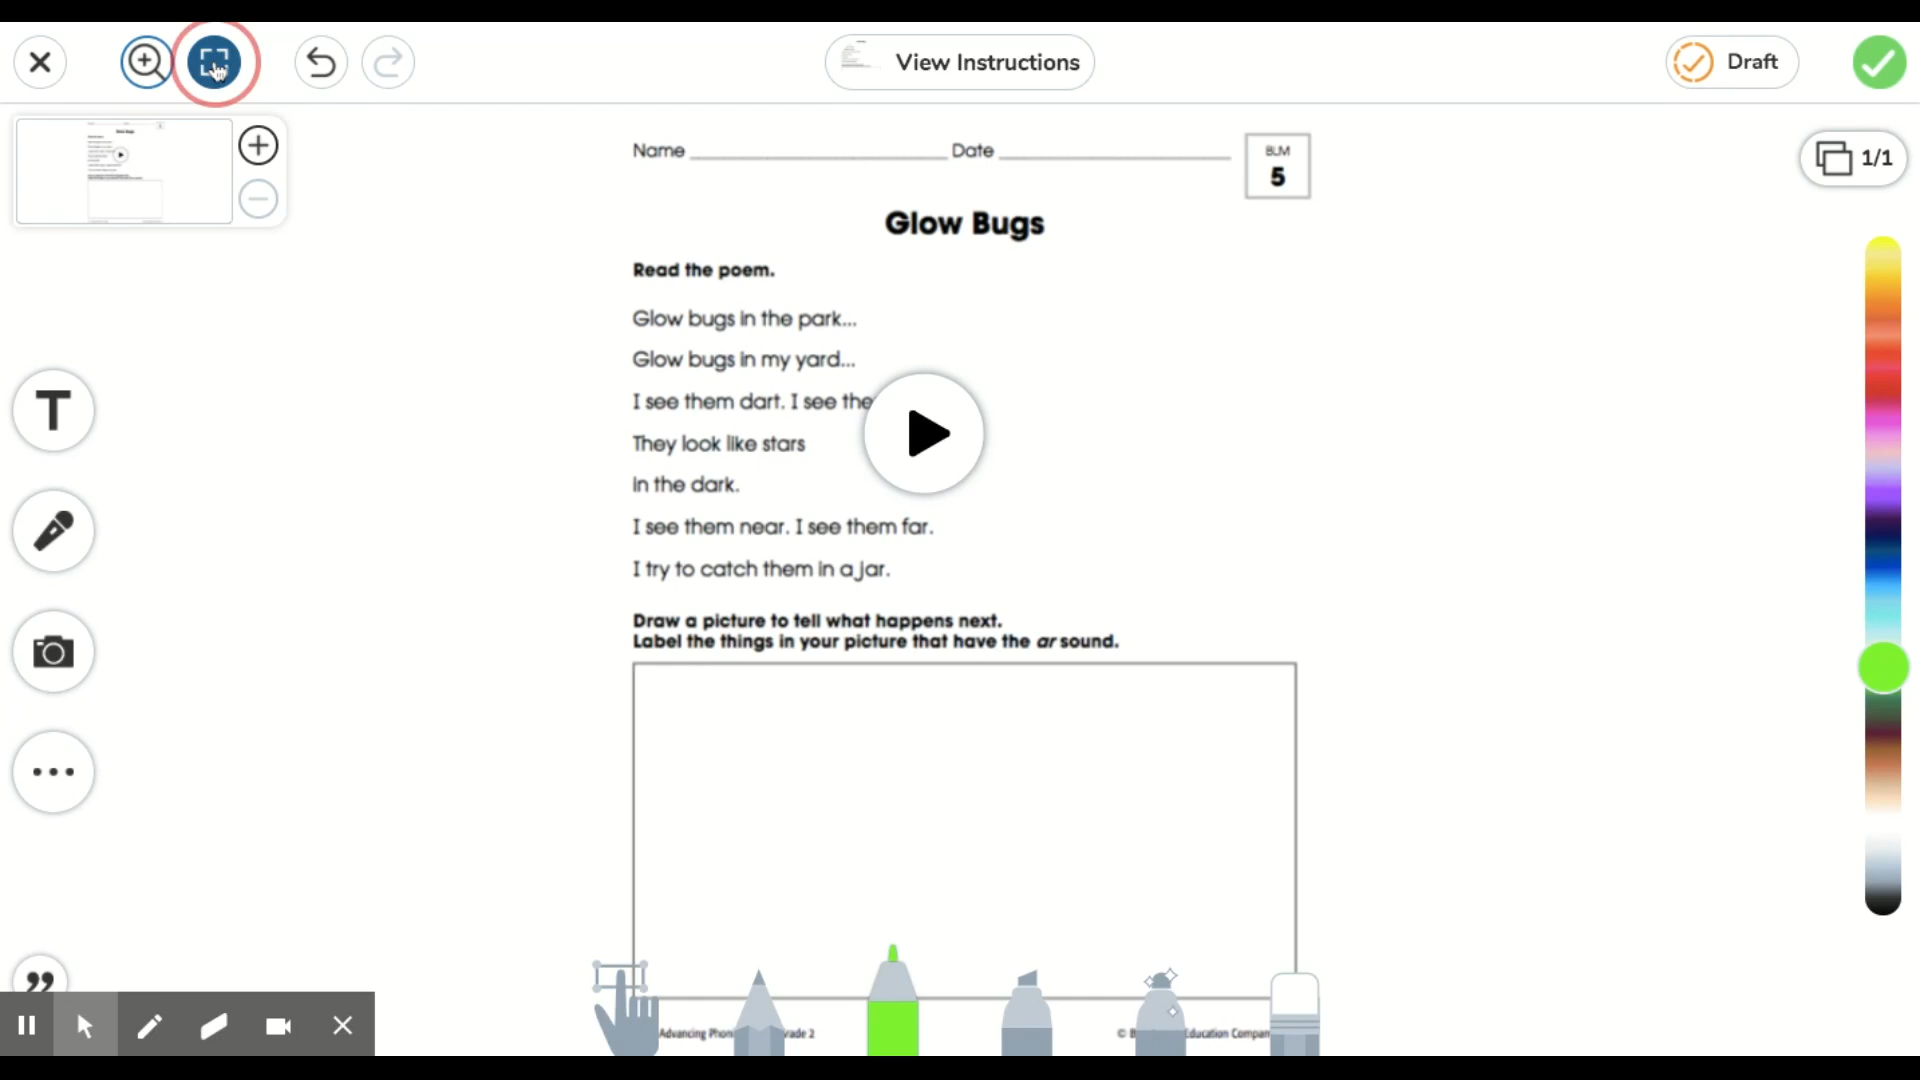 View Instructions
Draft
1/1
Name Date
BLM
5
Glow Bugs
Read the poem.
Glow bugs in the park...
Glow bugs in my yard...
I see them dart. I see the
They look like stars
in the dark.
I see them near. I see them far.
I try to catch them in a jar.
Draw a picture to tell what happens next.
Label the things in your picture that have the ar sound.
Advancing 2
© Education